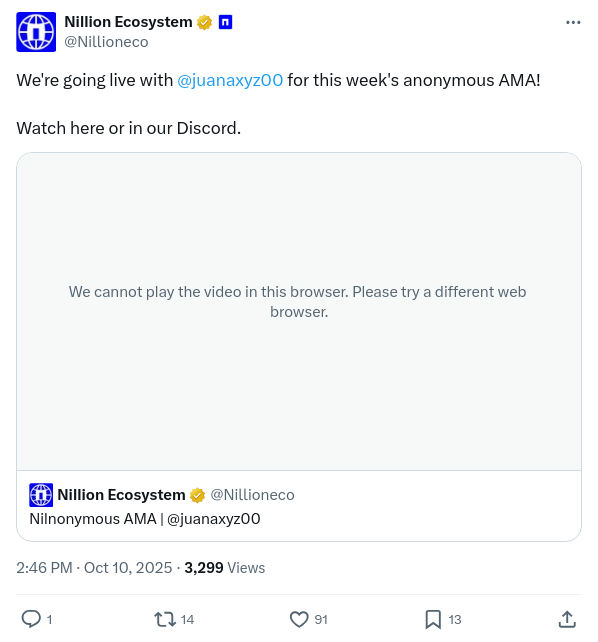 Nillion Ecosystem
@Nillioneco
We're going live with @juanaxyz00 for this week's anonymous AMA!
Watch here or in our Discord.
We cannot play the video in this browser. Please try a different web
browser.
Nillion Ecosystem @Nillioneco
Nilnonymous AMA | @juanaxyz00
2:46 PM · Oct 10, 2025 · 3,299 Views
1 14 91 13